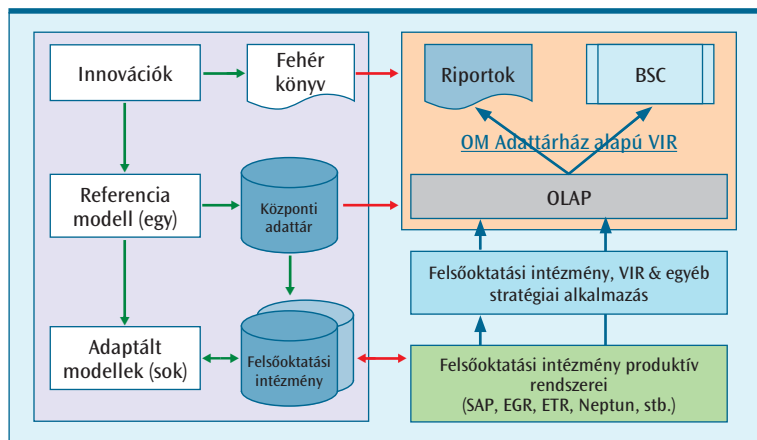 Innovációk
Fehér
könyv
Riportok
BSC
OM Adattárház alapú VIR
Referencia
modell (egy)
Központi
adattár
OLAP
Felsőoktatási intézmény, VIR & egyéb
stratégiai alkalmazás
Adaptált
modellek (sok)
Felsőoktatási
intézmény
Felsőoktatási intézmény produktív
rendszerei
(SAP, EGR, ETR, Neptun, stb.)